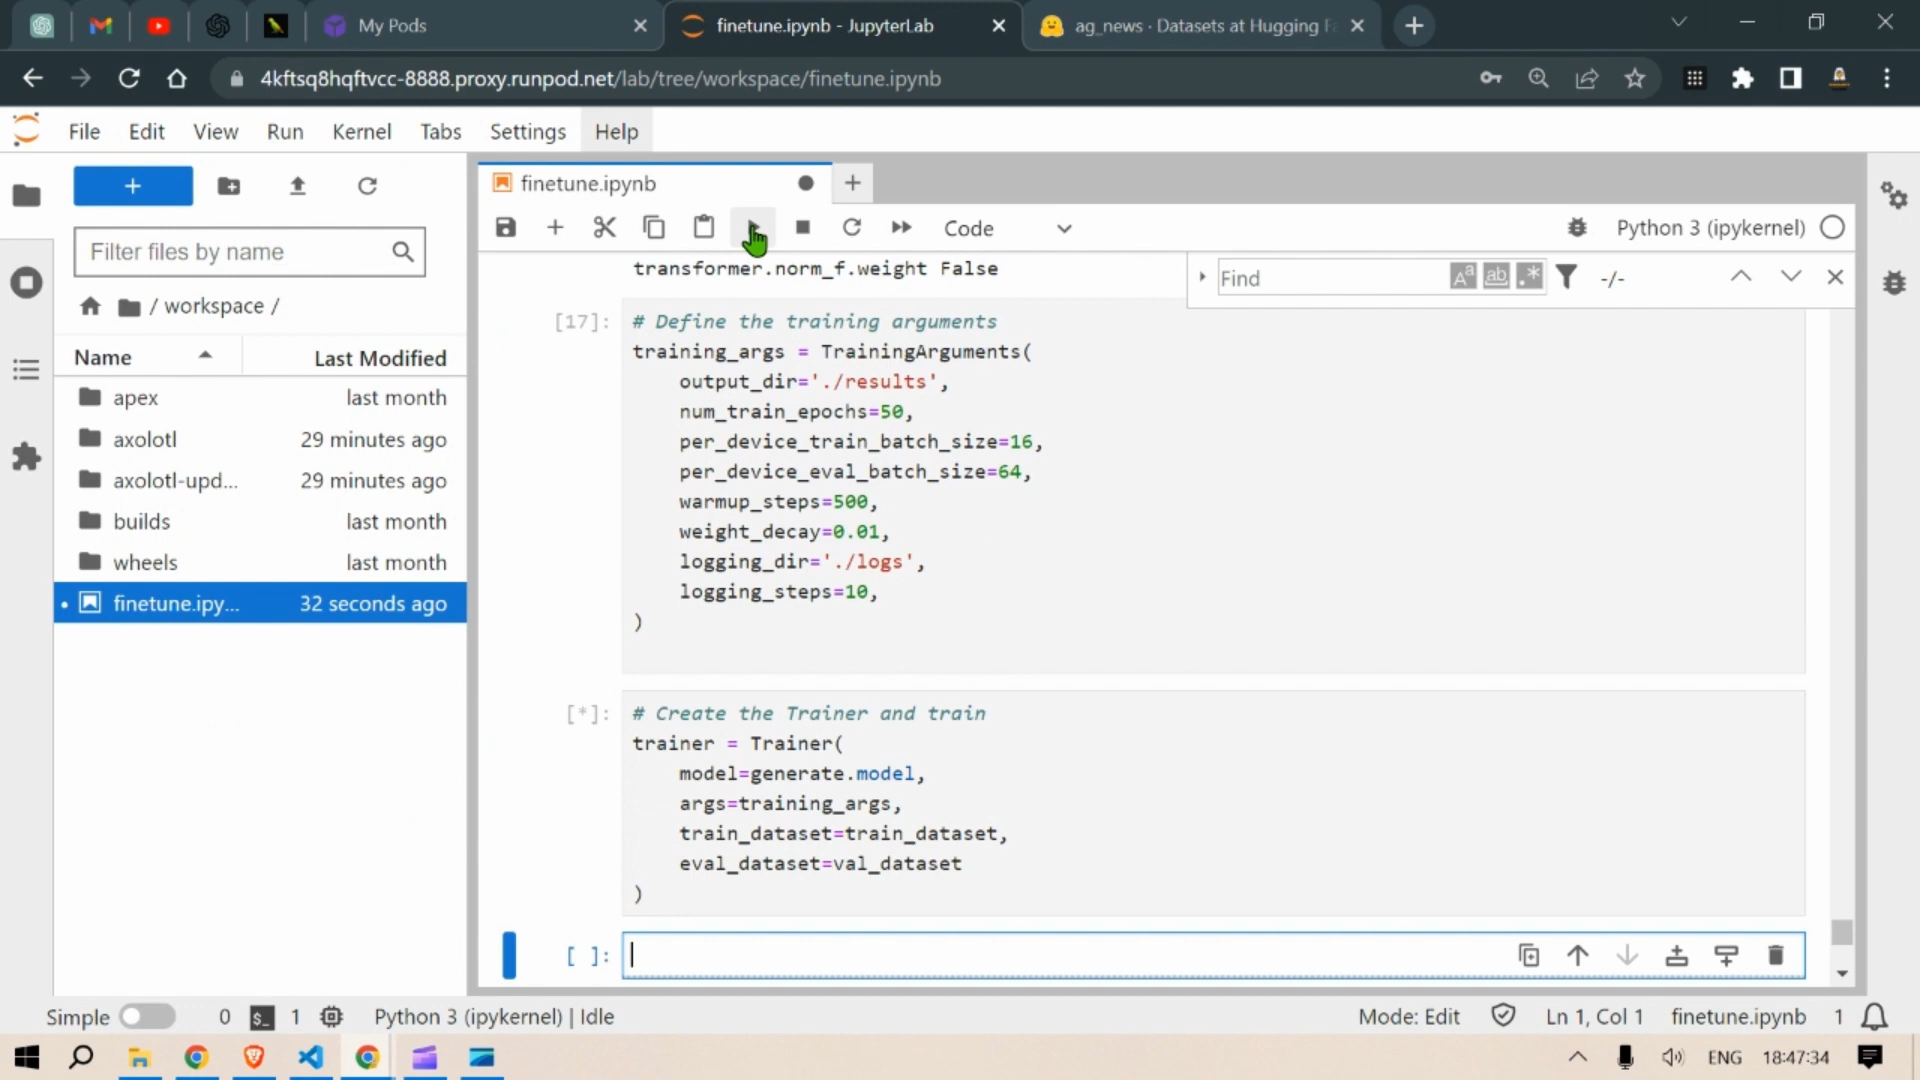 My Pods
finetune.ipynb - JupyterLab
ag_news · Datasets at Hugging Fa
4kftsq8hqftvcc-8888.proxy.runpod.net/lab/tree/workspace/finetune.ipynb
File Edit View Run Kernel Tabs Settings Help
finetune.ipynb
Code
Python 3 (ipykernel)
Filter files by name
/ workspace /
Name Last Modified
apex last month
axolotl 29 minutes ago
axolotl-upd... 29 minutes ago
builds last month
wheels last month
finetune.ipy... 32 seconds ago
Find
-/-
transformer.norm_f.weight False
[17]: # Define the training arguments
training_args = TrainingArguments(
output_dir='./results',
num_train_epochs=50,
per_device_train_batch_size=16,
per_device_eval_batch_size=64,
warmup_steps=500,
weight_decay=0.01,
logging_dir='./logs',
logging_steps=10,
)
[*]: # Create the Trainer and train
trainer = Trainer(
model=generate.model,
args=training_args,
train_dataset=train_dataset,
eval_dataset=val_dataset
)
[ ]:
Simple 0 $_ 1 Python 3 (ipykernel) | Idle
Mode: Edit Ln 1, Col 1 finetune.ipynb 1
ENG 18:47:34